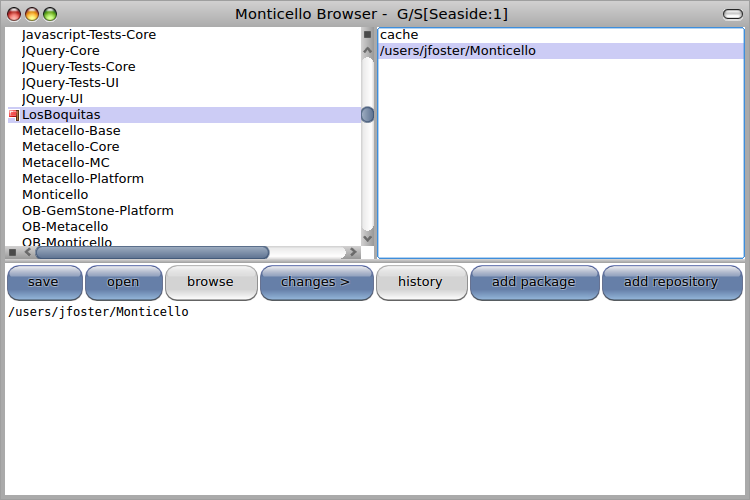 Monticello Browser - G/S[Seaside:1]
Javascript-Tests-Core
JQuery-Core
JQuery-Tests-Core
JQuery-Tests-UI
JQuery-UI
LosBoquitas
Metacello-Base
Metacello-Core
Metacello-MC
Metacello-Platform
Monticello
OB-GemStone-Platform
OB-Metacello
OB-Monticello
cache
/users/jfoster/Monticello
save open browse changes > history add package add repository
/users/jfoster/Monticello